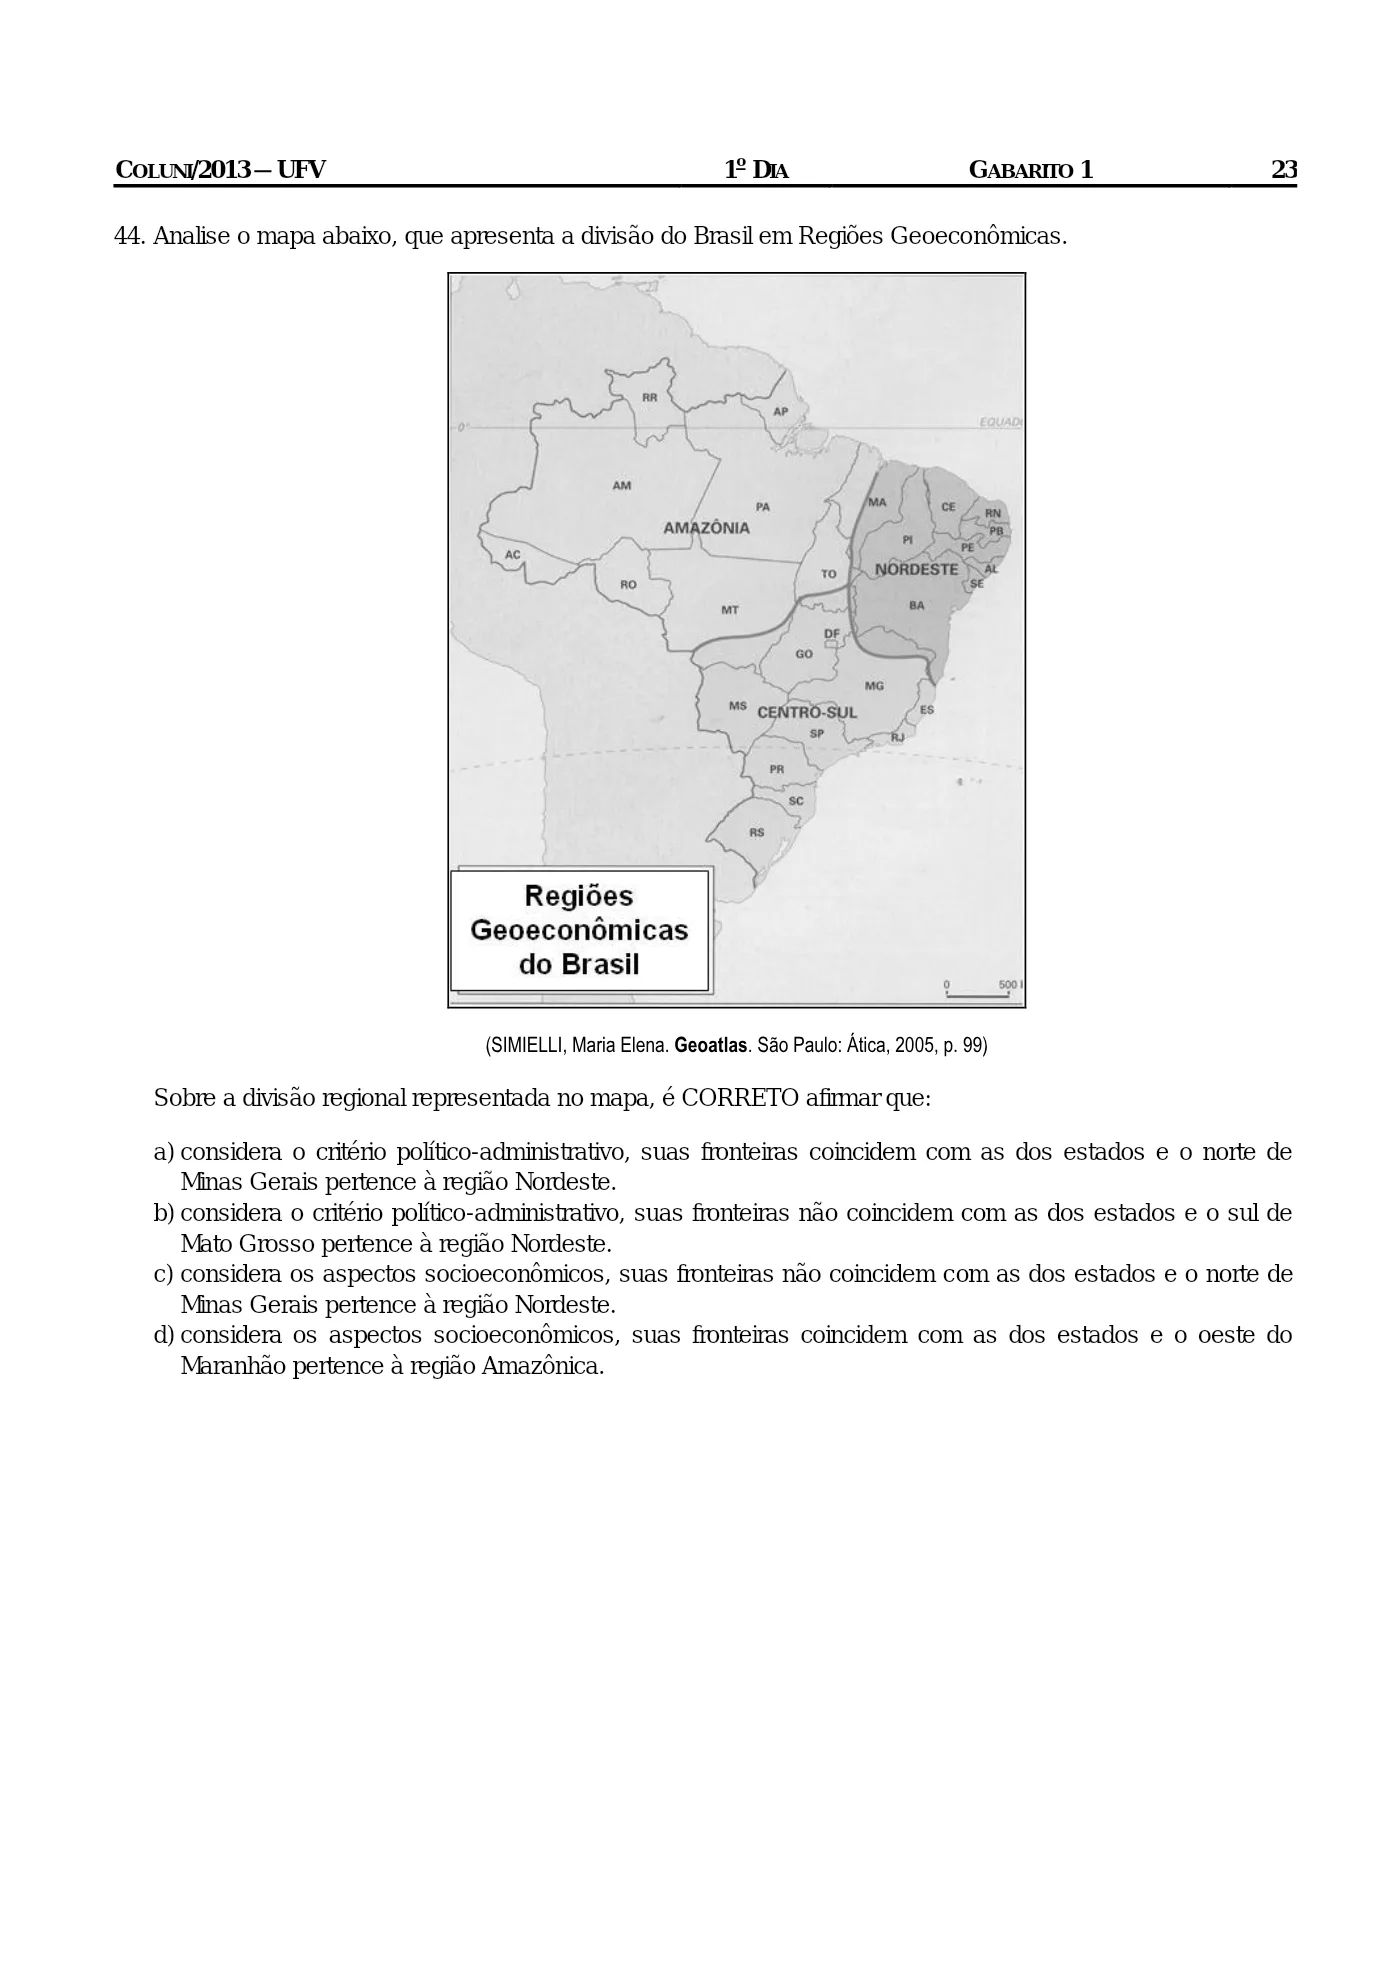 COLUNI/2013 – UFV 1º DIA GABARITO 1 23
44. Analise o mapa abaixo, que apresenta a divisão do Brasil em Regiões Geoeconômicas.
RR
AP
0°
EQUAD
AM
PA
MA
CE
RN
PB
AMAZÔNIA
PI
PE
AC
TO
NORDESTE
AL
RO
SE
MT
BA
DF
GO
MG
MS
CENTRO-SUL
ES
SP
RJ
PR
SC
RS
Regiões
Geoeconômicas
do Brasil
0 500
(SIMIELLI, Maria Elena. Geoatlas. São Paulo: Ática, 2005, p. 99)
Sobre a divisão regional representada no mapa, é CORRETO afirmar que:
a) considera o critério político-administrativo, suas fronteiras coincidem com as dos estados e o norte de
Minas Gerais pertence à região Nordeste.
b) considera o critério político-administrativo, suas fronteiras não coincidem com as dos estados e o sul de
Mato Grosso pertence à região Nordeste.
c) considera os aspectos socioeconômicos, suas fronteiras não coincidem com as dos estados e o norte de
Minas Gerais pertence à região Nordeste.
d) considera os aspectos socioeconômicos, suas fronteiras coincidem com as dos estados e o oeste do
Maranhão pertence à região Amazônica.